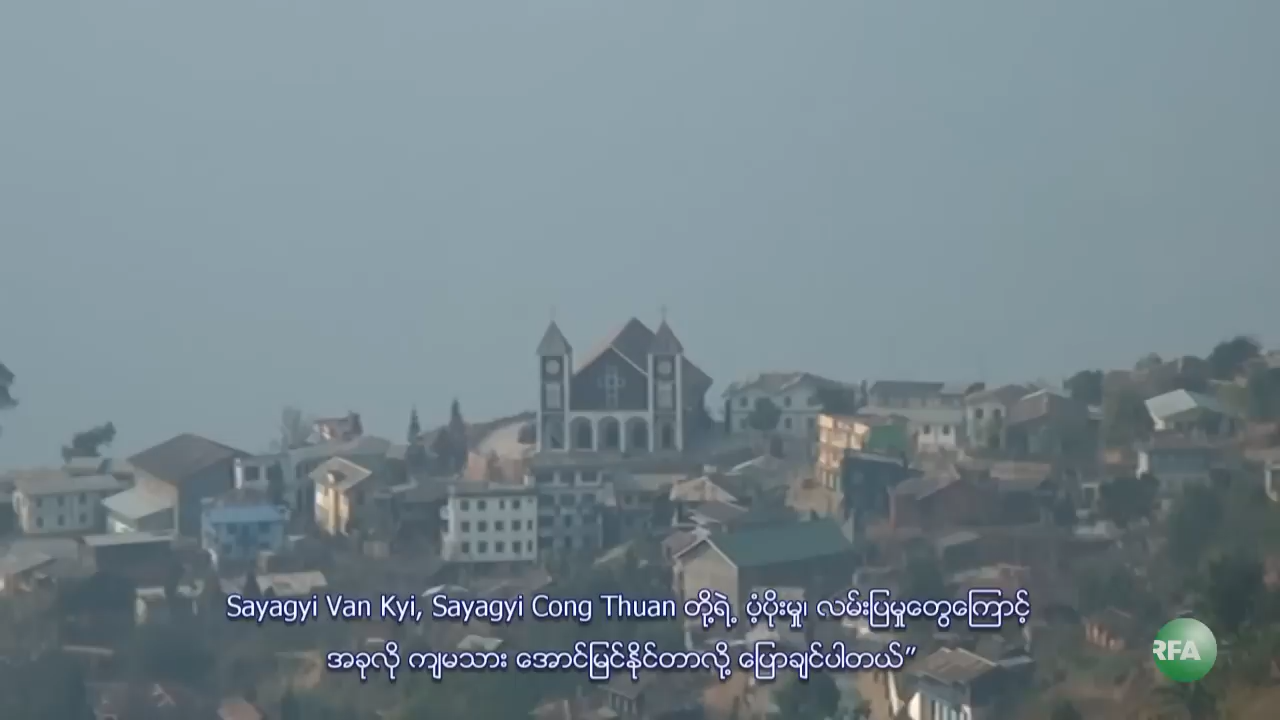 Sayagyi Van Kyi, Sayagyi Cong Thuan တို့ရဲ့ ပံ့ပိုးမှု၊ လမ်းပြမှုတွေကြောင့်
အခုလို ကျမသား အောင်မြင်နိုင်တာလို့ ပြောချင်ပါတယ်”
RFA